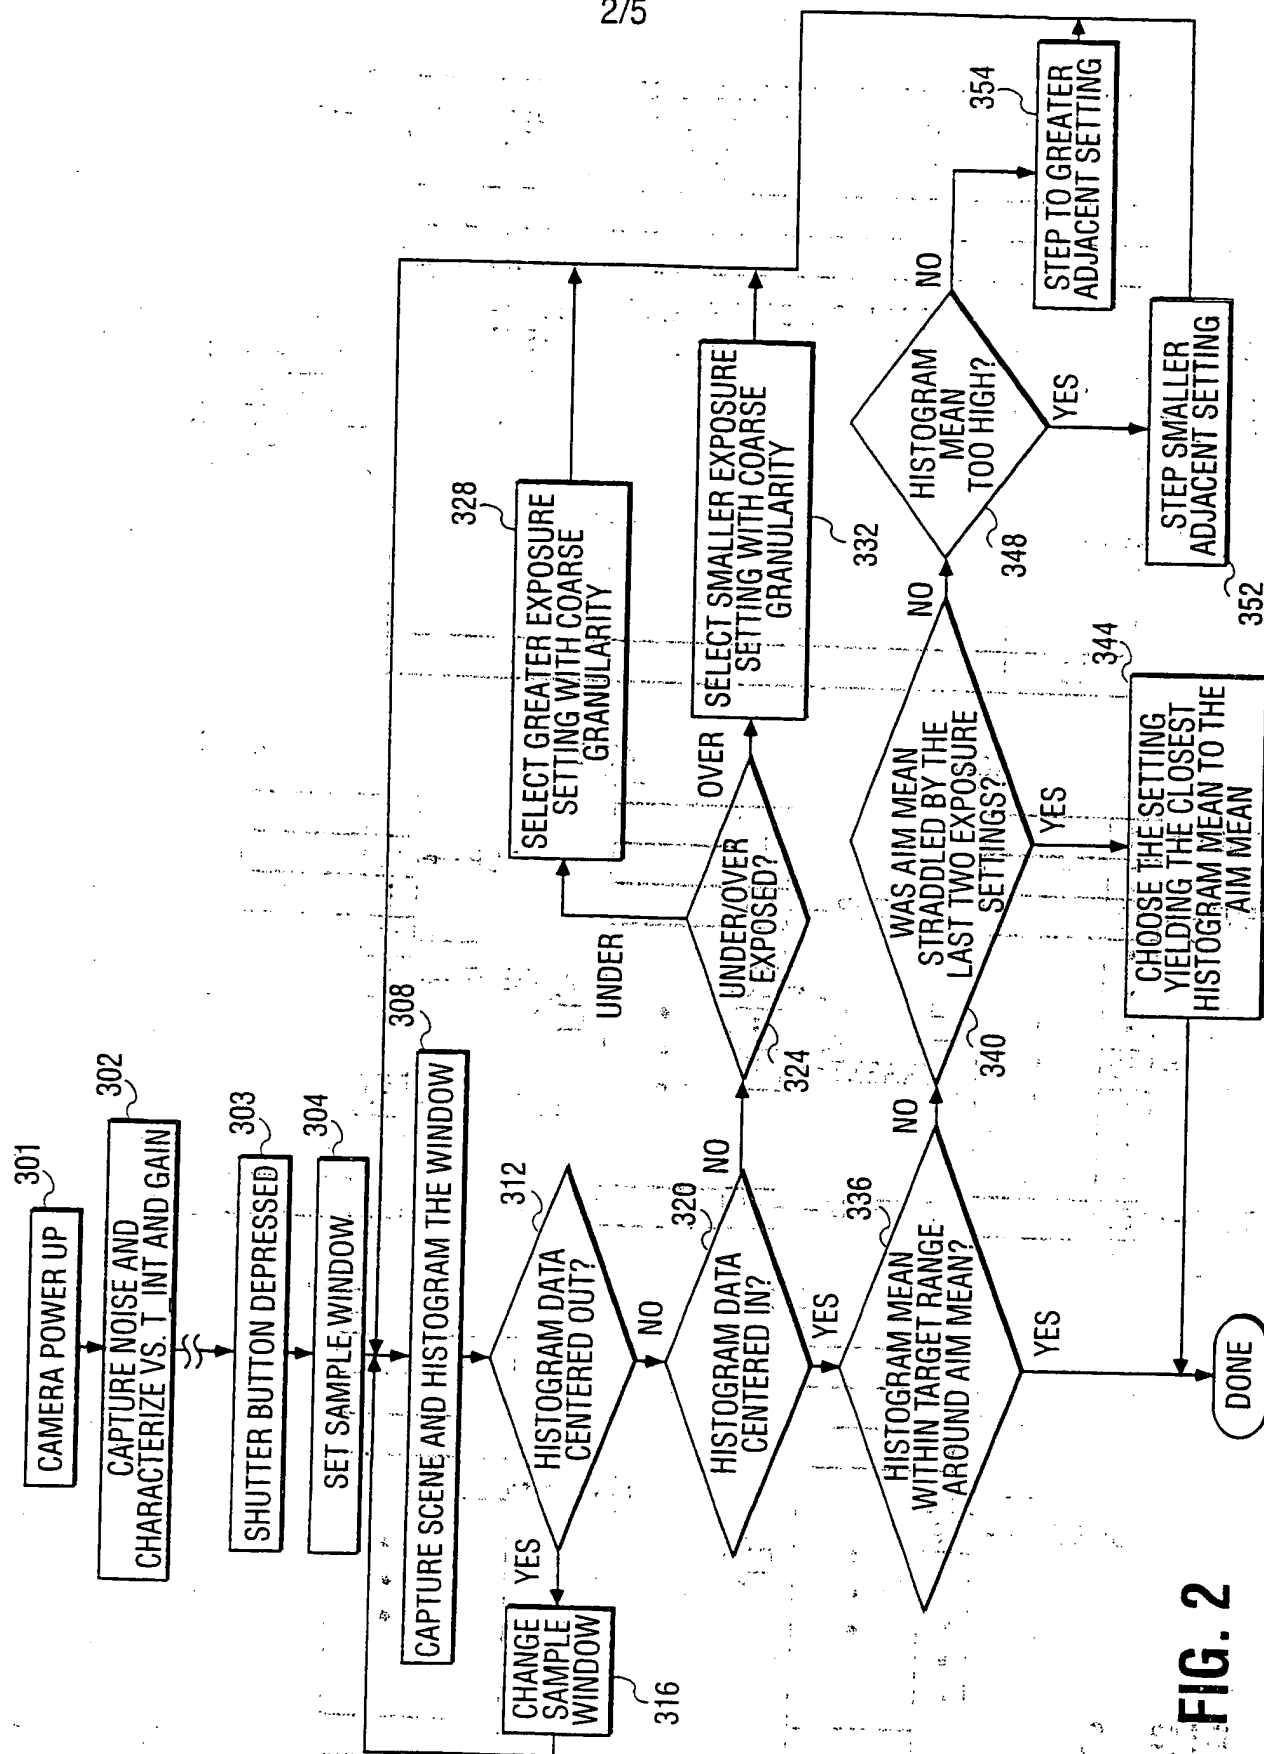 2/5
CAMERA POWER UP
301
CAPTURE NOISE AND
CHARACTERIZE VS. T_INT AND GAIN
302
SHUTTER BUTTON DEPRESSED
303
SET SAMPLE WINDOW
304
CAPTURE SCENE AND HISTOGRAM THE WINDOW
308
HISTOGRAM DATA
CENTERED OUT?
312
YES
NO
CHANGE
SAMPLE
WINDOW
316
HISTOGRAM DATA
CENTERED IN?
320
NO
YES
UNDER/OVER
EXPOSED?
324
UNDER
OVER
SELECT GREATER EXPOSURE
SETTING WITH COARSE
GRANULARITY
328
SELECT SMALLER EXPOSURE
SETTING WITH COARSE
GRANULARITY
332
HISTOGRAM MEAN
WITHIN TARGET RANGE
AROUND AIM MEAN?
336
NO
YES
WAS AIM MEAN
STRADDLED BY THE
LAST TWO EXPOSURE
SETTINGS?
340
NO
YES
CHOOSE THE SETTING
YIELDING THE CLOSEST
HISTOGRAM MEAN TO THE
AIM MEAN
344
HISTOGRAM
MEAN
TOO HIGH?
348
NO
YES
STEP SMALLER
ADJACENT SETTING
352
STEP TO GREATER
ADJACENT SETTING
354
DONE
FIG. 2